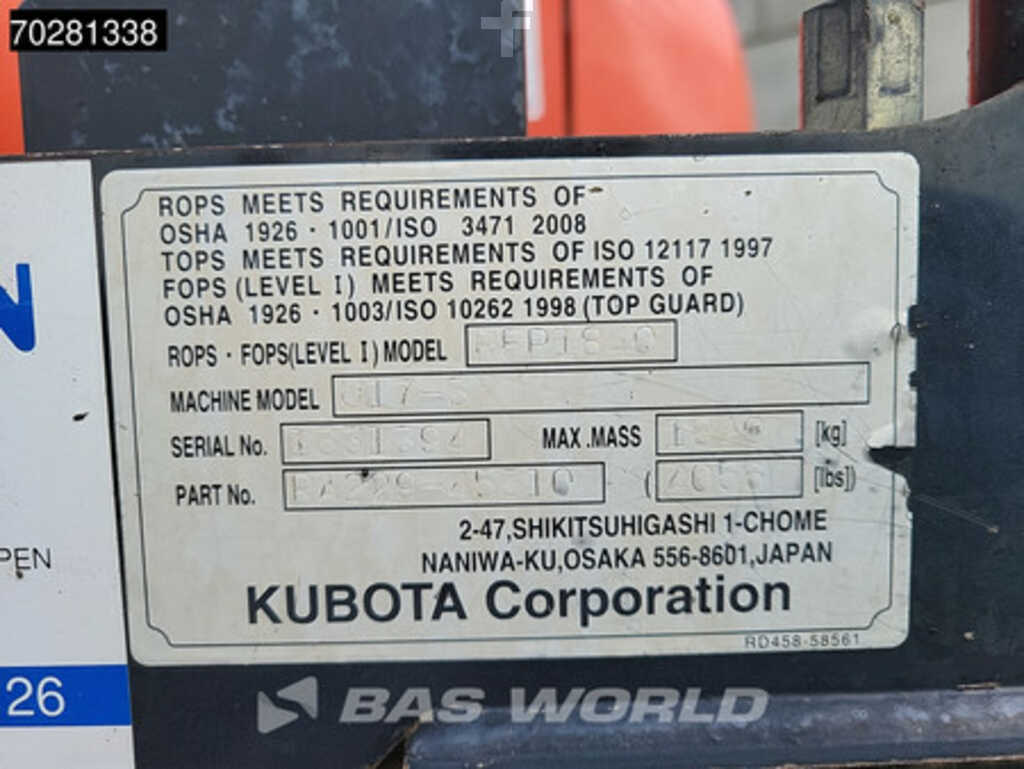 70281338
ROPS MEETS REQUIREMENTS OF
OSHA 1926 · 1001/ISO 3471 2008
TOPS MEETS REQUIREMENTS OF ISO 12117 1997
FOPS (LEVEL I) MEETS REQUIREMENTS OF
OSHA 1926 · 1003/ISO 10262 1998 (TOP GUARD)
ROPS · FOPS(LEVEL I) MODEL
MACHINE MODEL
SERIAL No. MAX .MASS [kg]
PART No. ( [lbs])
2-47,SHIKITSUHIGASHI 1-CHOME
NANIWA-KU,OSAKA 556-8601,JAPAN
KUBOTA Corporation
RD458-58561
PEN
26
BAS WORLD